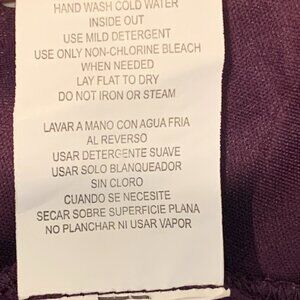 HAND WASH COLD WATER
INSIDE OUT
USE MILD DETERGENT
USE ONLY NON-CHLORINE BLEACH
WHEN NEEDED
LAY FLAT TO DRY
DO NOT IRON OR STEAM
LAVAR A MANO CON AGUA FRIA
AL REVERSO
USAR DETERGENTE SUAVE
USAR SOLO BLANQUEADOR
SIN CLORO
CUANDO SE NECESITE
SECAR SOBRE SUPERFICIE PLANA
NO PLANCHAR NI USAR VAPOR